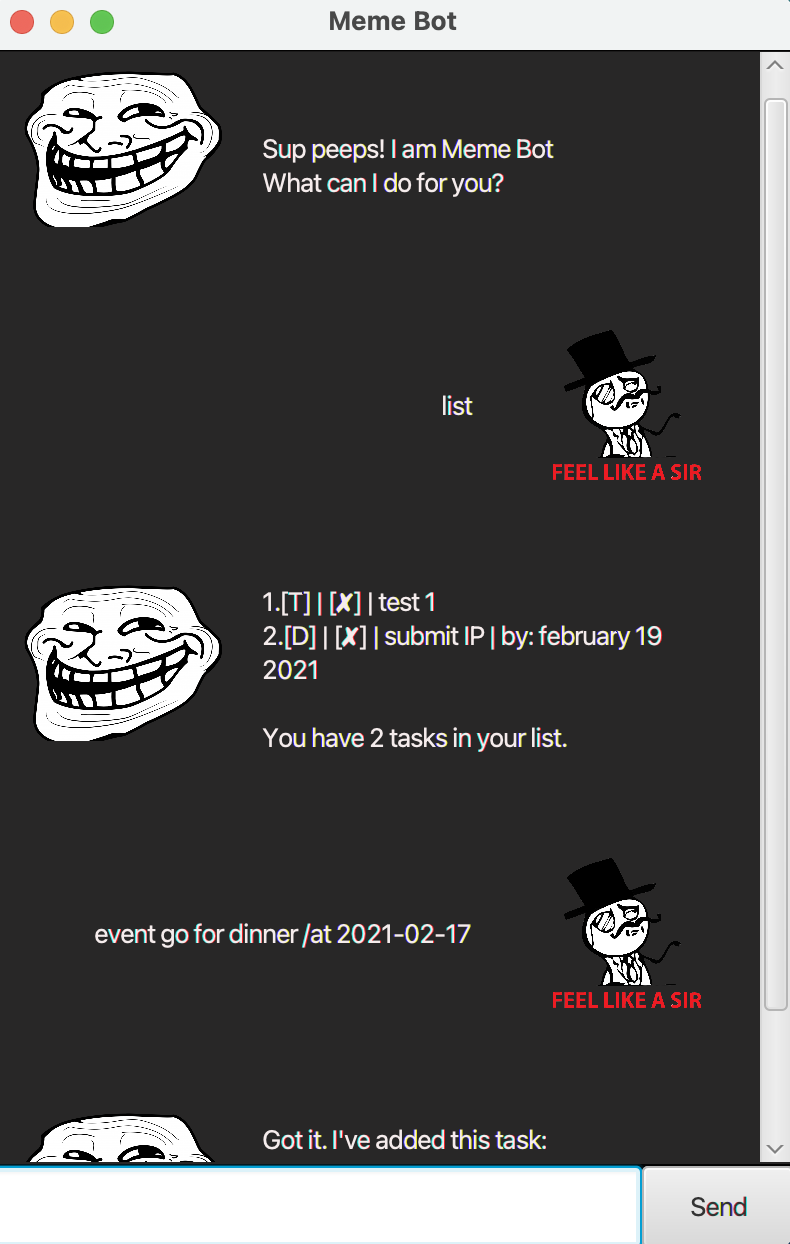 Meme Bot
Sup peeps! I am Meme Bot
What can I do for you?
list
FEEL LIKE A SIR
1.[T] | [✘] | test 1
2.[D] | [✘] | submit IP | by: february 19
2021
You have 2 tasks in your list.
event go for dinner /at 2021-02-17
FEEL LIKE A SIR
Got it. I've added this task:
Send